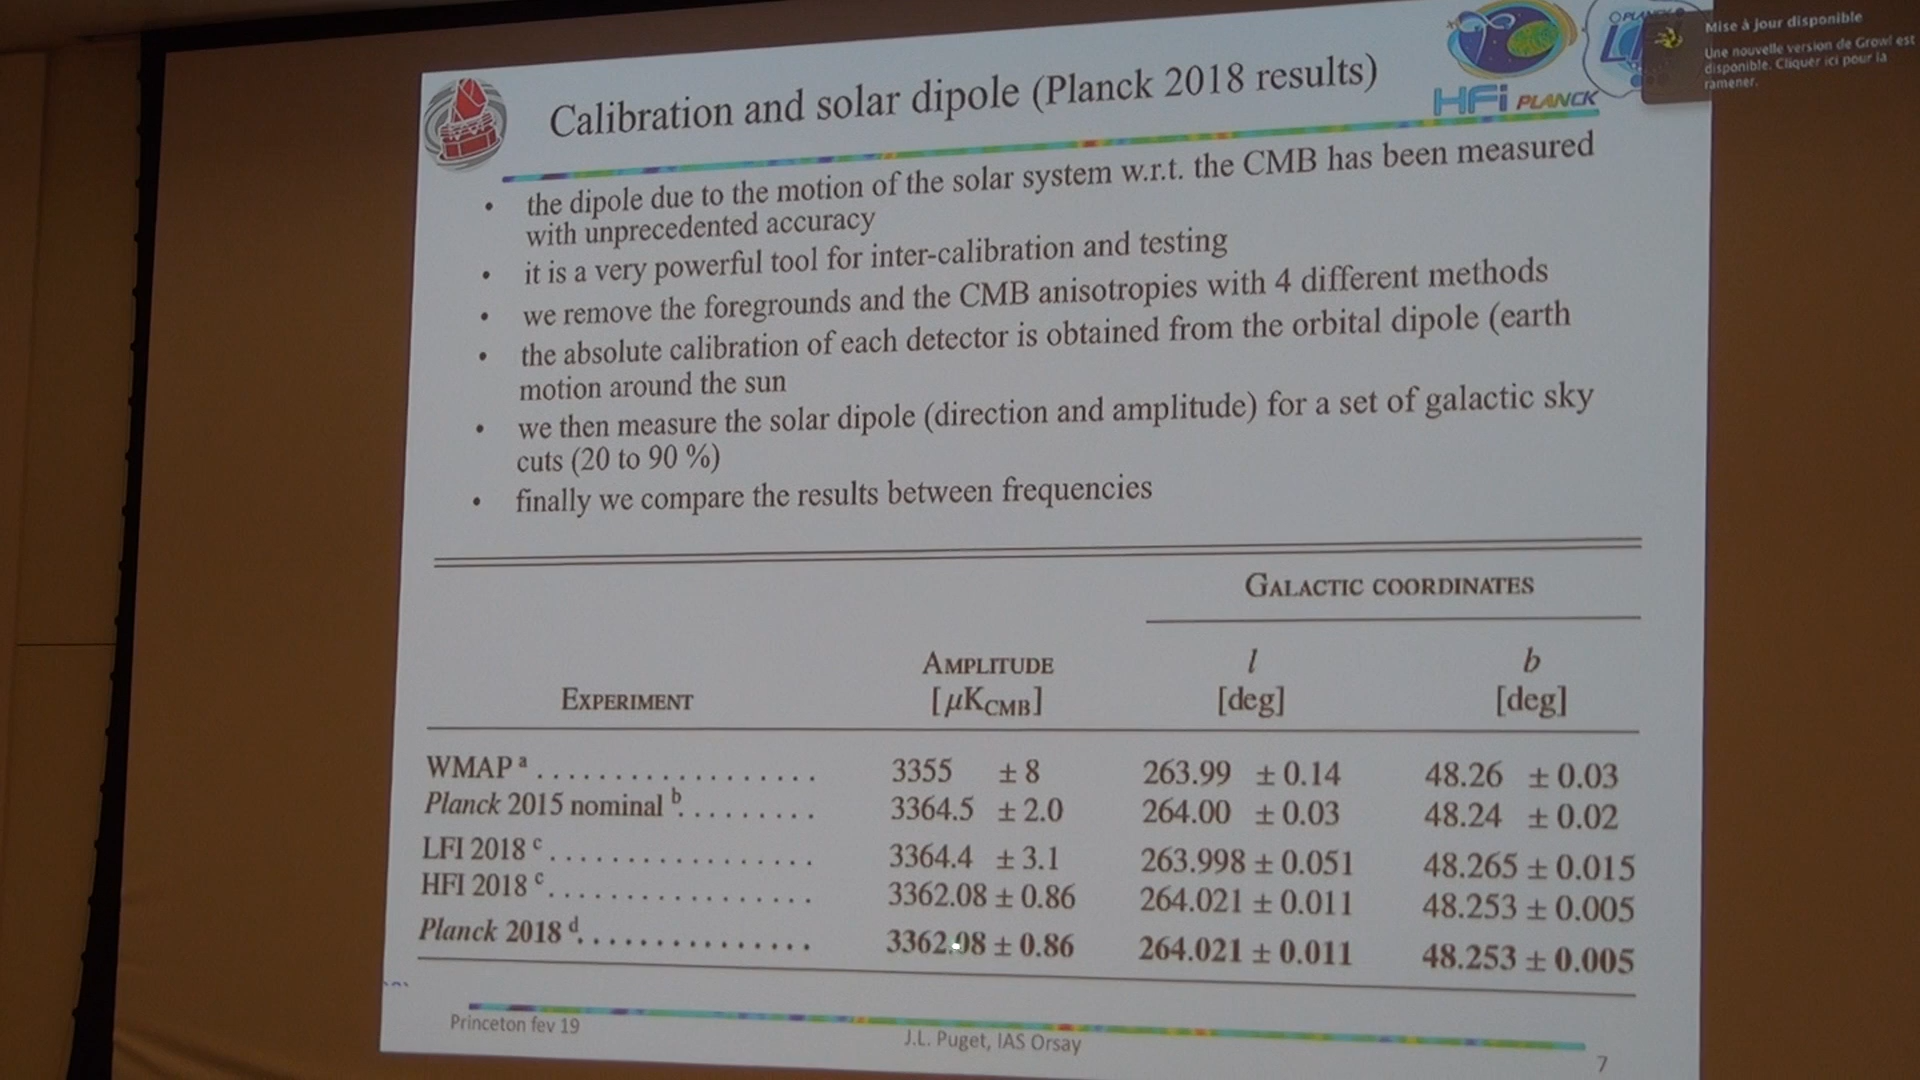 Calibration and solar dipole (Planck 2018 results)
HFi PLANCK
Mise à jour disponible
Une nouvelle version de Growl est
disponible. Cliquer ici pour la
ramener.
• the dipole due to the motion of the solar system w.r.t. the CMB has been measured
with unprecedented accuracy
• it is a very powerful tool for inter-calibration and testing
• we remove the foregrounds and the CMB anisotropies with 4 different methods
• the absolute calibration of each detector is obtained from the orbital dipole (earth
motion around the sun
• we then measure the solar dipole (direction and amplitude) for a set of galactic sky
cuts (20 to 90 %)
• finally we compare the results between frequencies
GALACTIC COORDINATES
AMPLITUDE l b
EXPERIMENT [μK_CMB] [deg] [deg]
WMAP ᵃ . . . . . . . . . . . . . . . . . . 3355 ± 8 263.99 ± 0.14 48.26 ± 0.03
Planck 2015 nominal ᵇ. . . . . . . . . 3364.5 ± 2.0 264.00 ± 0.03 48.24 ± 0.02
LFI 2018 ᶜ . . . . . . . . . . . . . . . . . 3364.4 ± 3.1 263.998 ± 0.051 48.265 ± 0.015
HFI 2018 ᶜ. . . . . . . . . . . . . . . . . 3362.08 ± 0.86 264.021 ± 0.011 48.253 ± 0.005
Planck 2018 ᵈ. . . . . . . . . . . . . . . 3362.08 ± 0.86 264.021 ± 0.011 48.253 ± 0.005
Princeton fev 19
J.L. Puget, IAS Orsay
7